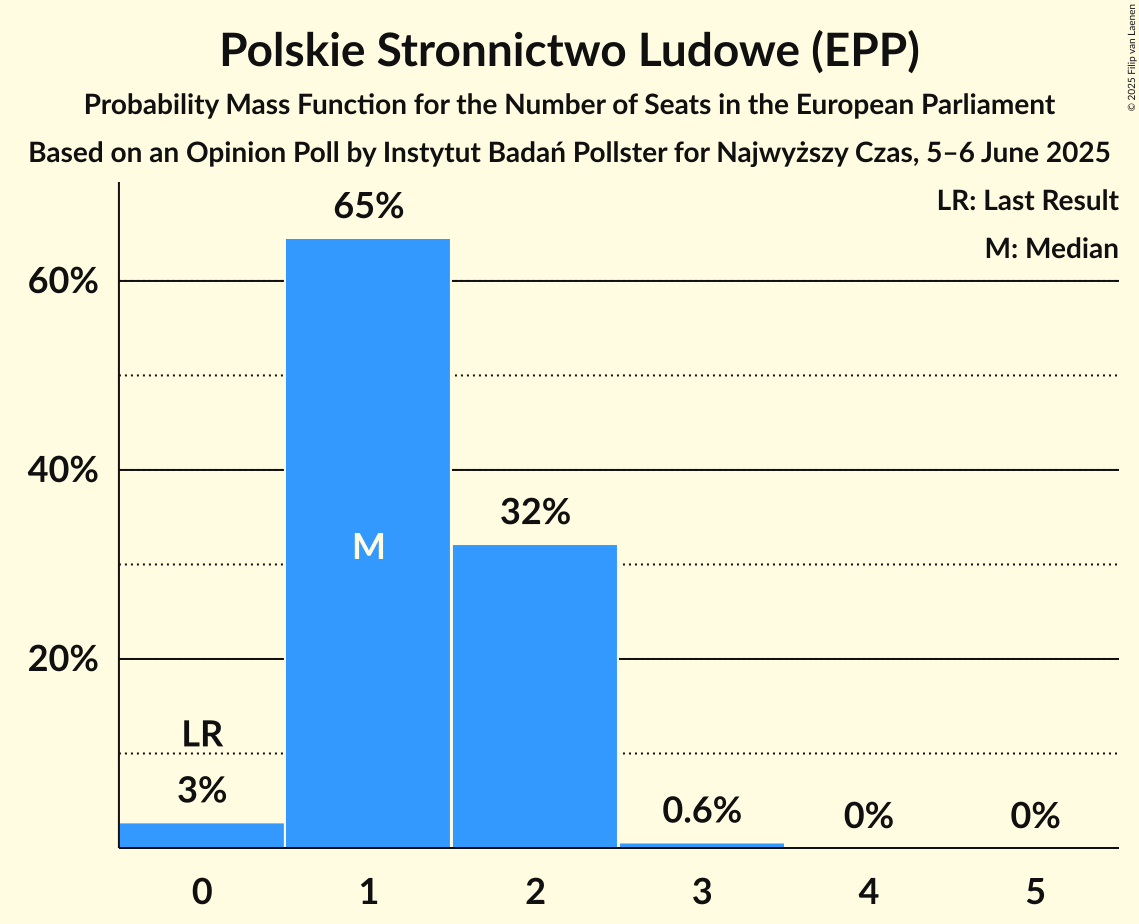 Polskie Stronnictwo Ludowe (EPP)
Probability Mass Function for the Number of Seats in the European Parliament
Based on an Opinion Poll by Instytut Badań Pollster for Najwyższy Czas, 5–6 June 2025
© 2025 Filip van Laenen
LR: Last Result
M: Median
65%
60%
40%
32%
M
20%
LR
3%
0.6%
0%
0%
0 1 2 3 4 5